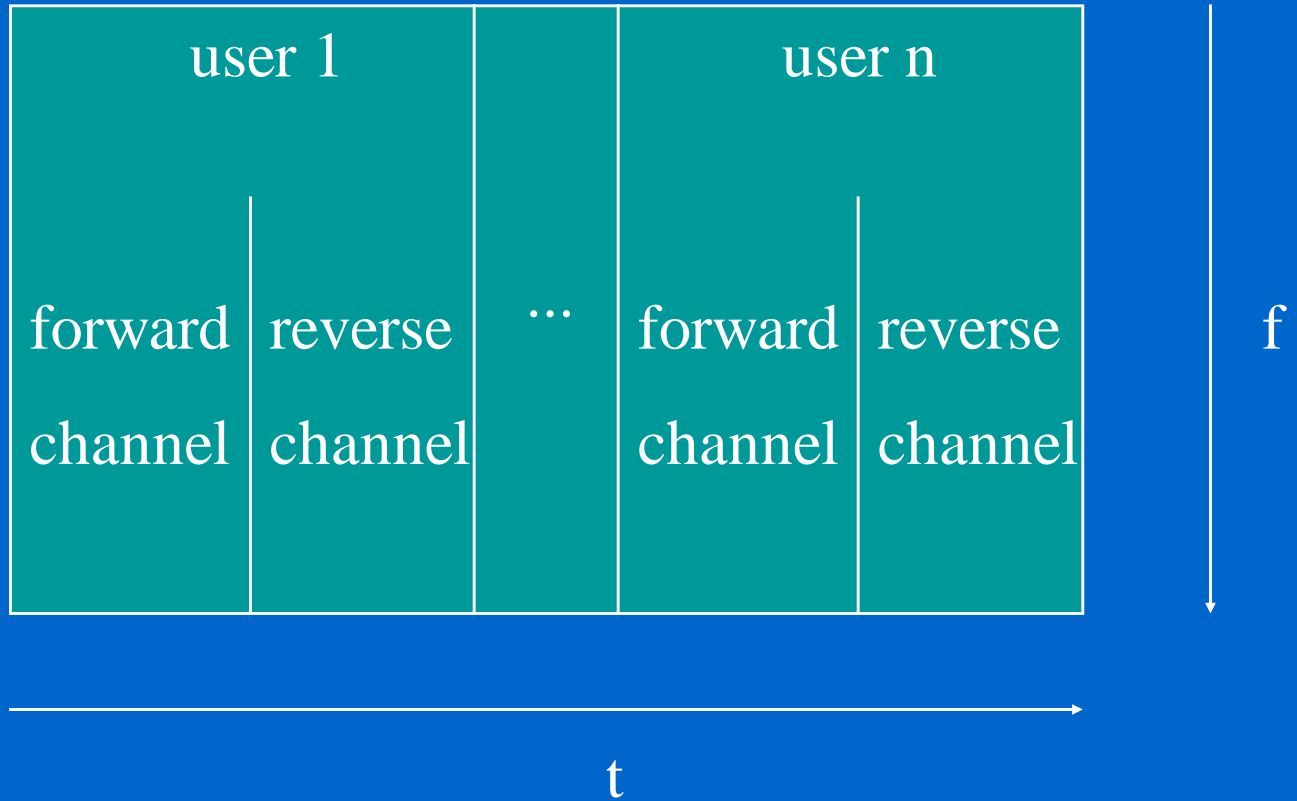 user 1
user n
forward
channel
reverse
channel
...
forward
channel
reverse
channel
f
t